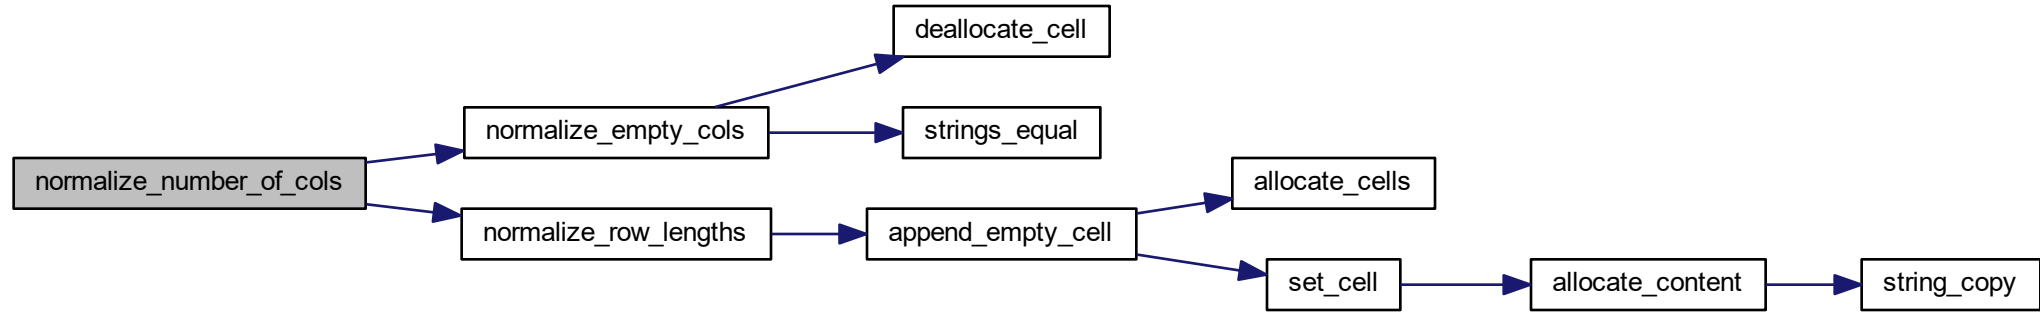 deallocate_cell
normalize_empty_cols
strings_equal
normalize_number_of_cols
allocate_cells
normalize_row_lengths
append_empty_cell
set_cell
allocate_content
string_copy